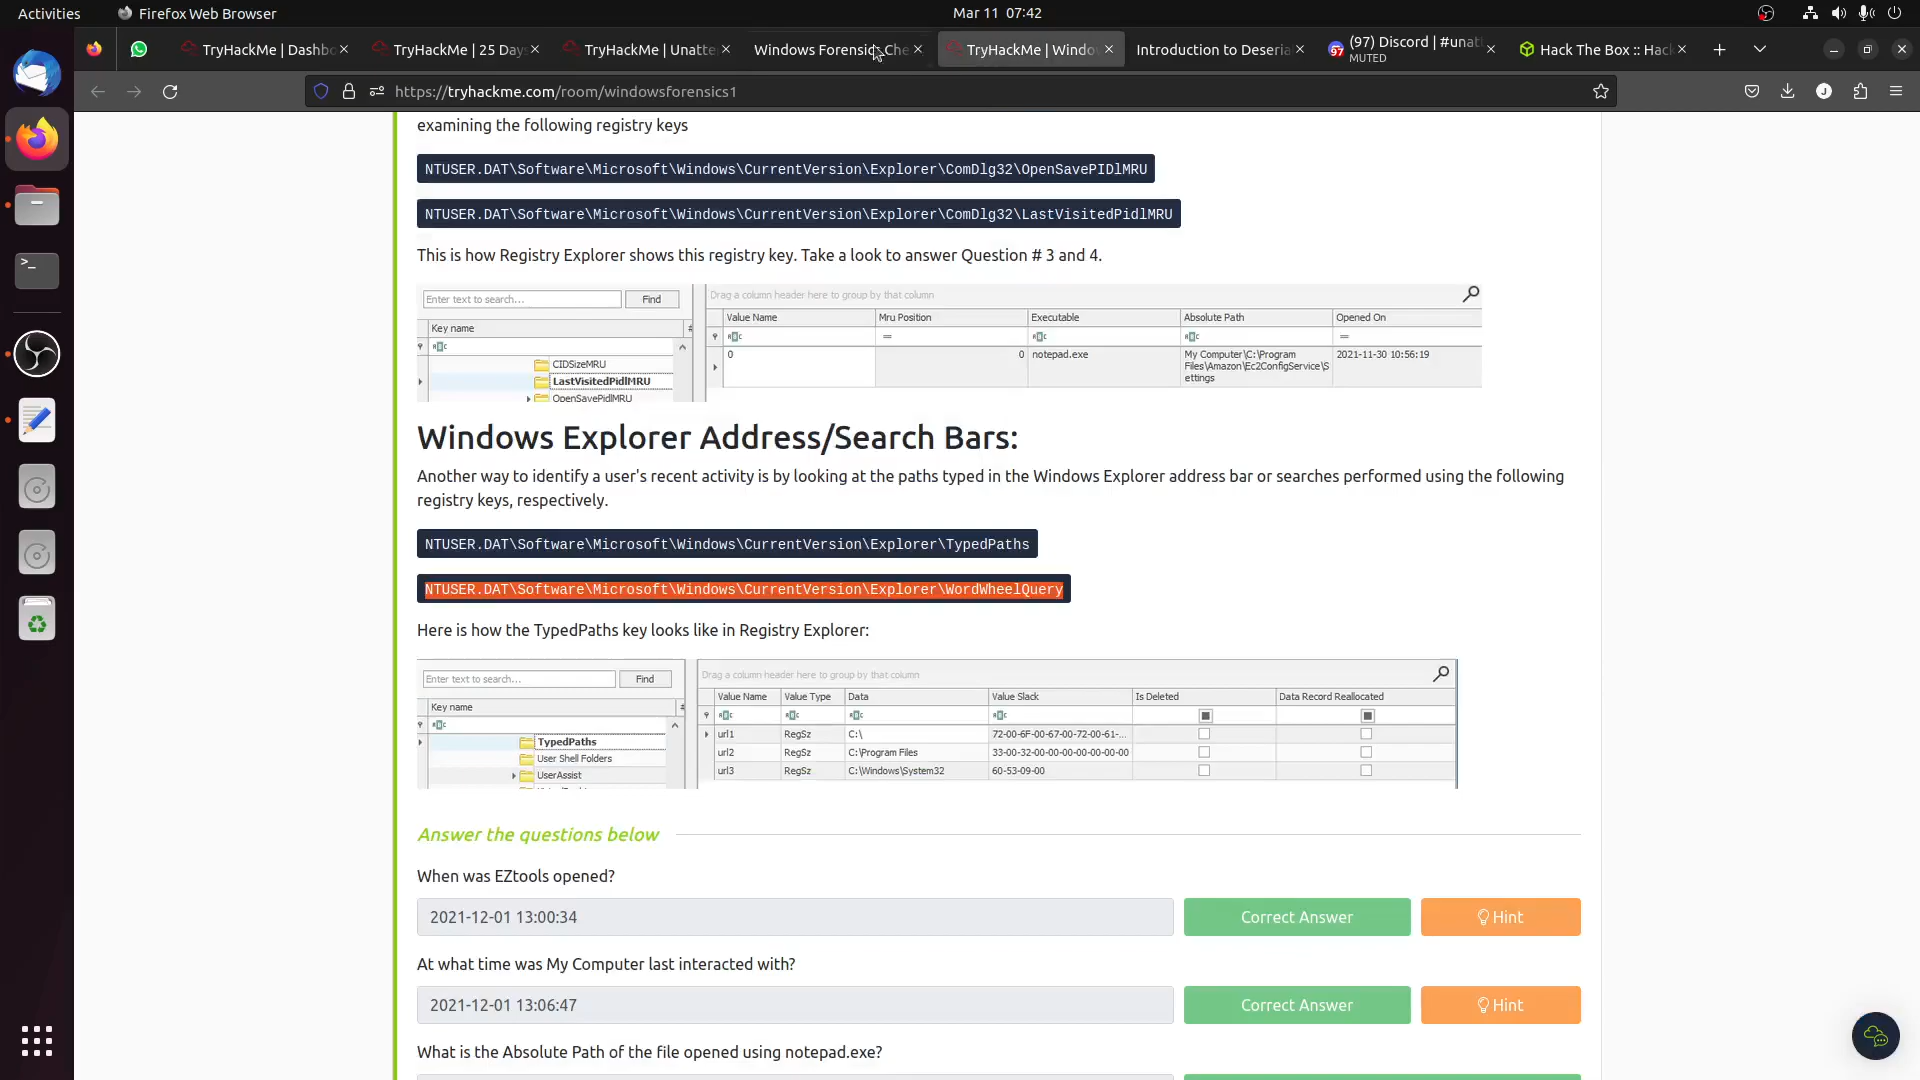 Activities
Firefox Web Browser
Mar 11 07:42
TryHackMe | Dashbo
TryHackMe | 25 Days
TryHackMe | Unatte
Windows Forensics Che
TryHackMe | Windo
Introduction to Deseria
97
(97) Discord | #unat
MUTED
Hack The Box :: Hack
https://tryhackme.com/room/windowsforensics1
J
examining the following registry keys
NTUSER.DAT\Software\Microsoft\Windows\CurrentVersion\Explorer\ComDlg32\OpenSavePIDlMRU
NTUSER.DAT\Software\Microsoft\Windows\CurrentVersion\Explorer\ComDlg32\LastVisitedPidlMRU
This is how Registry Explorer shows this registry key. Take a look to answer Question # 3 and 4.
Enter text to search...
Find
Drag a column header here to group by that column
Key name
Value Name
Mru Position
Executable
Absolute Path
Opened On
CIDSizeMRU
LastVisitedPidlMRU
OpenSavePidlMRU
0
0
notepad.exe
My Computer\C:\Program
Files\Amazon\Ec2ConfigService\S
ettings
2021-11-30 10:56:19
Windows Explorer Address/Search Bars:
Another way to identify a user's recent activity is by looking at the paths typed in the Windows Explorer address bar or searches performed using the following
registry keys, respectively.
NTUSER.DAT\Software\Microsoft\Windows\CurrentVersion\Explorer\TypedPaths
NTUSER.DAT\Software\Microsoft\Windows\CurrentVersion\Explorer\WordWheelQuery
Here is how the TypedPaths key looks like in Registry Explorer:
Enter text to search...
Find
Drag a column header here to group by that column
Key name
Value Name
Value Type
Data
Value Slack
Is Deleted
Data Record Reallocated
TypedPaths
User Shell Folders
UserAssist
url1
RegSz
C:\
72-00-6F-00-67-00-72-00-61-...
url2
RegSz
C:\Program Files
33-00-32-00-00-00-00-00-00-00
url3
RegSz
C:\Windows\System32
60-53-09-00
Answer the questions below
When was EZtools opened?
2021-12-01 13:00:34
Correct Answer
Hint
At what time was My Computer last interacted with?
2021-12-01 13:06:47
Correct Answer
Hint
What is the Absolute Path of the file opened using notepad.exe?